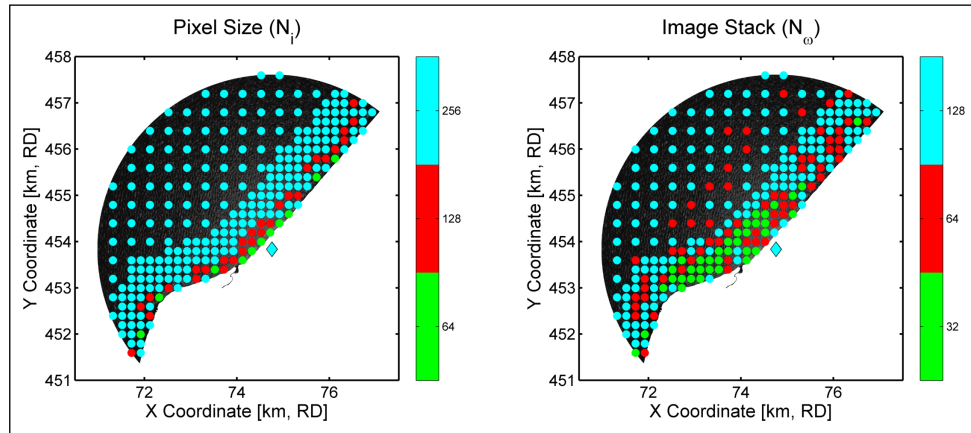 Pixel Size (N_i)
458
457
456
455
454
453
452
451
72 74 76
Y Coordinate [km, RD]
X Coordinate [km, RD]
256
128
64
Image Stack (N_ω)
458
457
456
455
454
453
452
451
72 74 76
Y Coordinate [km, RD]
X Coordinate [km, RD]
128
64
32